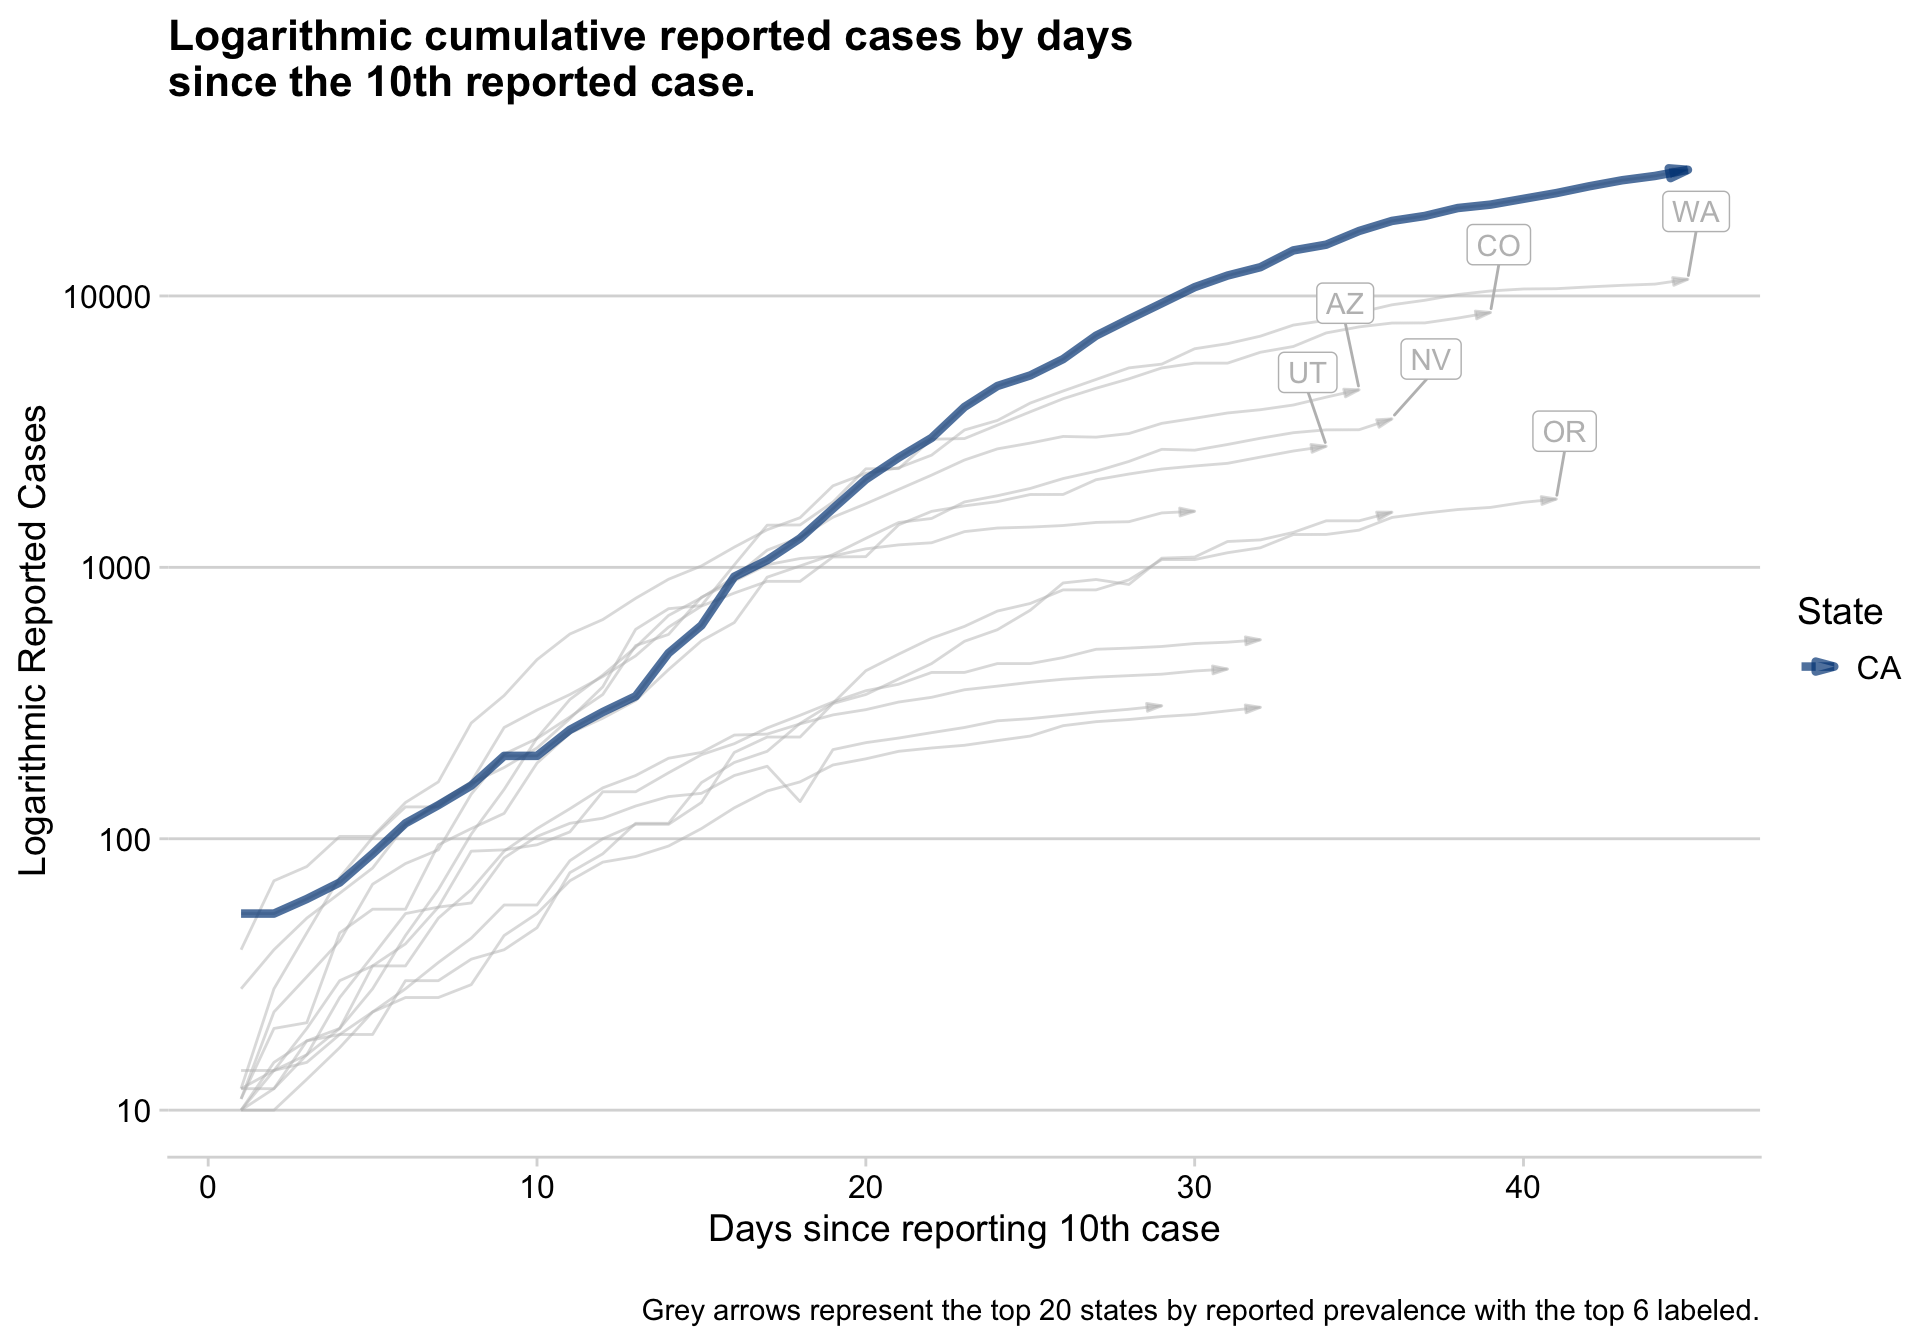 Logarithmic cumulative reported cases by days
since the 10th reported case.
WA
CO
10000
AZ
NV
UT
OR
Logarithmic Reported Cases
1000
State
CA
100
10
0 10 20 30 40
Days since reporting 10th case
Grey arrows represent the top 20 states by reported prevalence with the top 6 labeled.